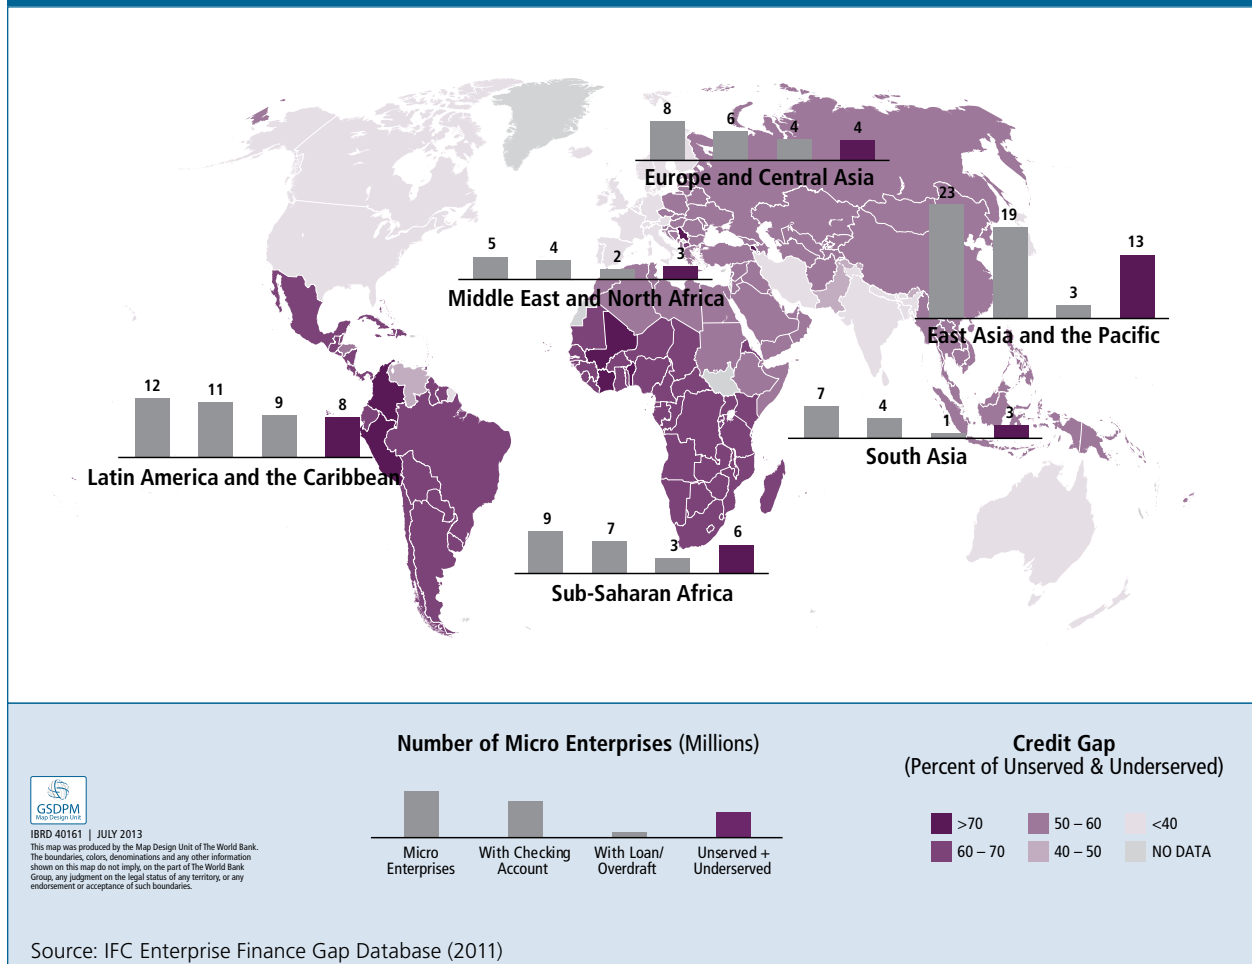 8
6
4
4
Europe and Central Asia
23
19
3
13
East Asia and the Pacific
5
4
2
3
Middle East and North Africa
12
11
9
8
Latin America and the Caribbean
7
4
1
3
South Asia
9
7
3
6
Sub-Saharan Africa
Number of Micro Enterprises (Millions)
Micro
Enterprises
With Checking
Account
With Loan/
Overdraft
Unserved +
Underserved
Credit Gap
(Percent of Unserved & Underserved)
>70
50 – 60
<40
60 – 70
40 – 50
NO DATA
GSDPM
Map Design Unit
IBRD 40161 | JULY 2013
This map was produced by the Map Design Unit of The World Bank.
The boundaries, colors, denominations and any other information
shown on this map do not imply, on the part of The World Bank
Group, any judgment on the legal status of any territory, or any
endorsement or acceptance of such boundaries.
Source: IFC Enterprise Finance Gap Database (2011)